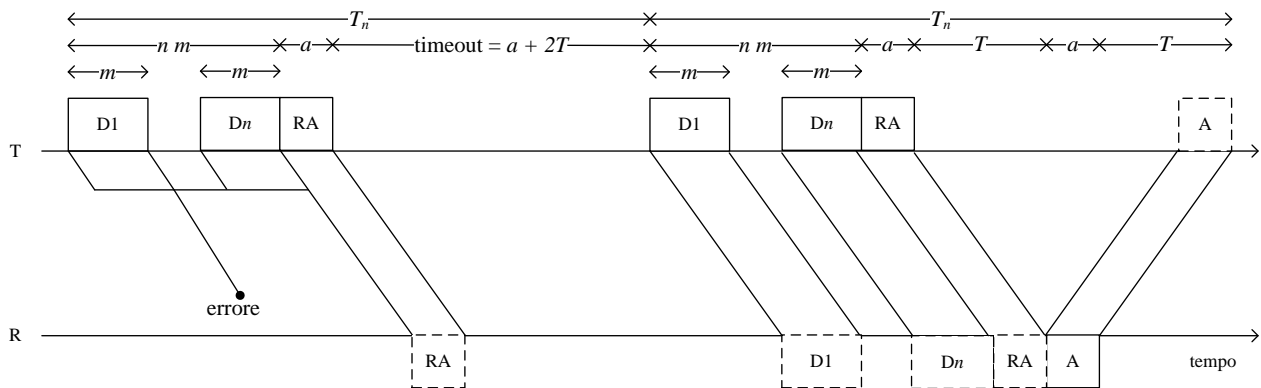 Tn Tn
n m a timeout = a + 2T n m a T a T
m m m m
D1 Dn RA D1 Dn RA A
T
errore
R
RA D1 Dn RA A tempo